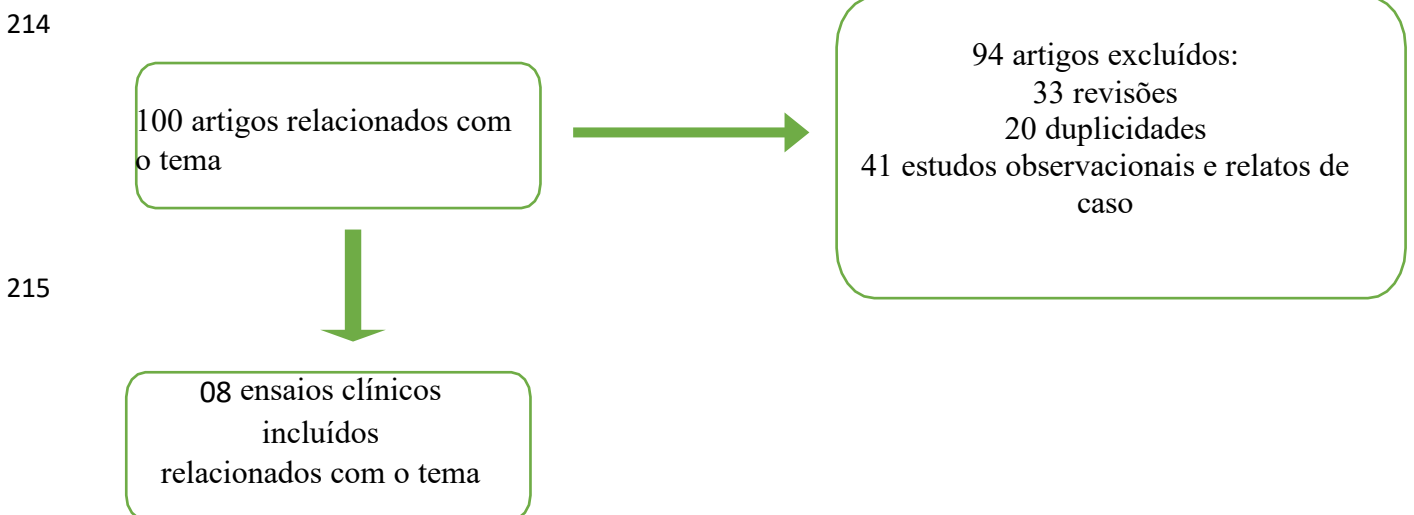 214
100 artigos relacionados com
o tema
94 artigos excluídos:
33 revisões
20 duplicidades
41 estudos observacionais e relatos de
caso
215
08 ensaios clínicos
incluídos
relacionados com o tema